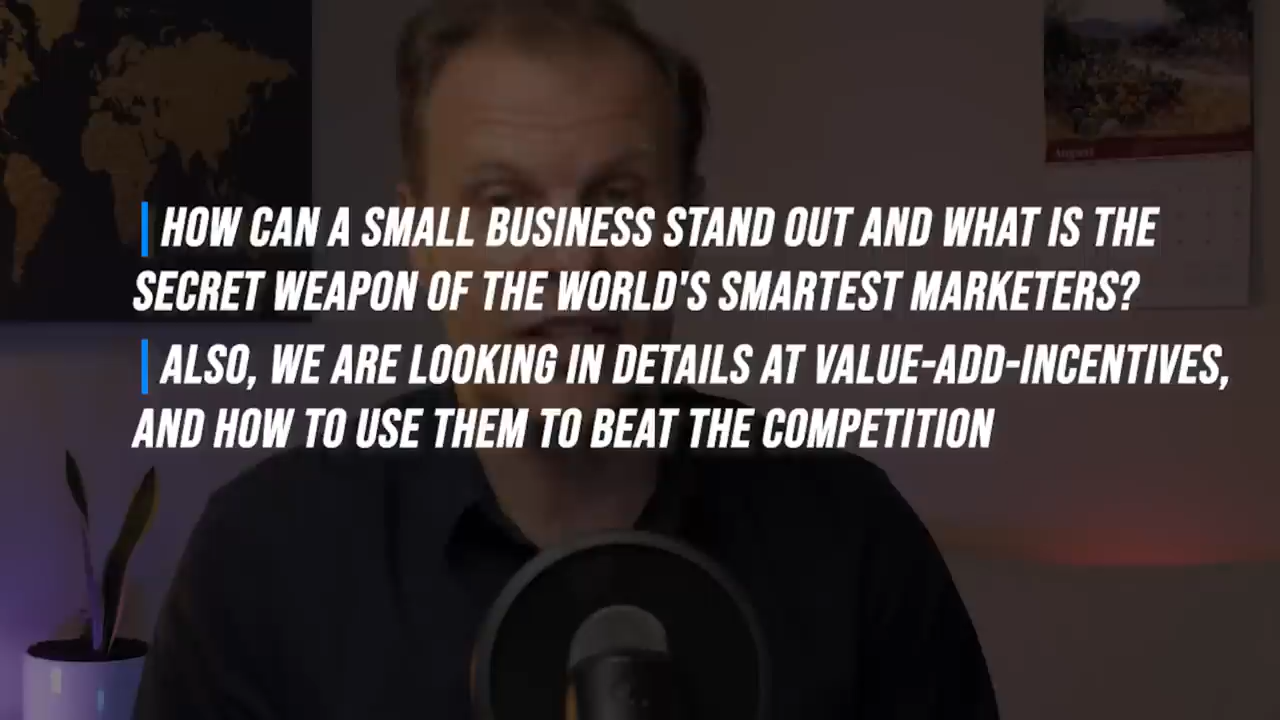 HOW CAN A SMALL BUSINESS STAND OUT AND WHAT IS THE
SECRET WEAPON OF THE WORLD'S SMARTEST MARKETERS?
ALSO, WE ARE LOOKING IN DETAILS AT VALUE-ADD-INCENTIVES,
AND HOW TO USE THEM TO BEAT THE COMPETITION
August